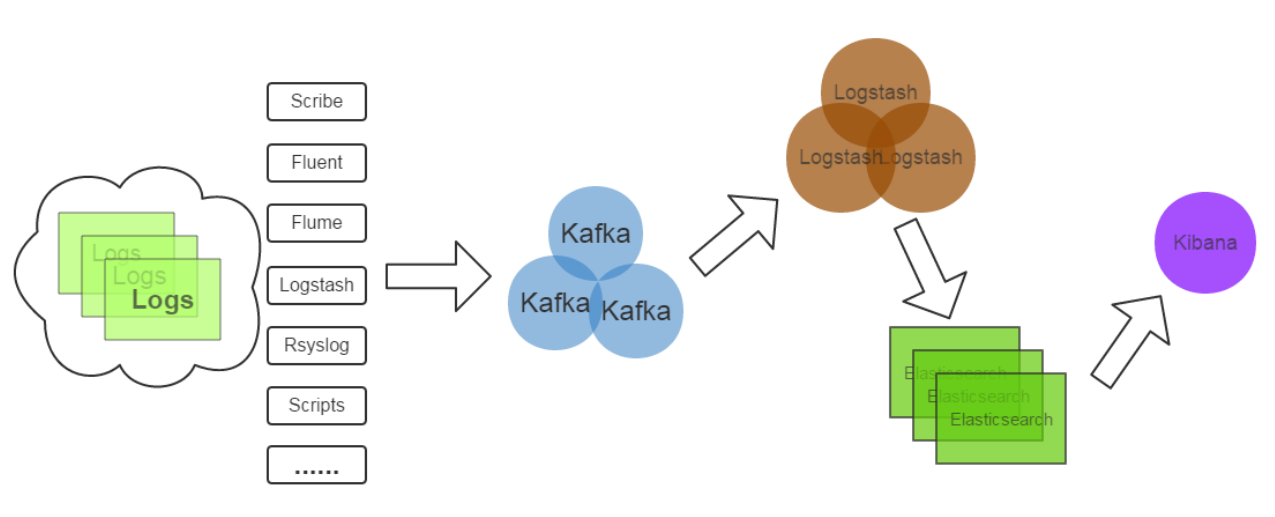 Logs
Logs
Logs
Scribe
Fluent
Flume
Logstash
Rsyslog
Scripts
......
Kafka
Kafka
Kafka
Logstash
Logstash
Logstash
Elasticsearch
Elasticsearch
Elasticsearch
Kibana